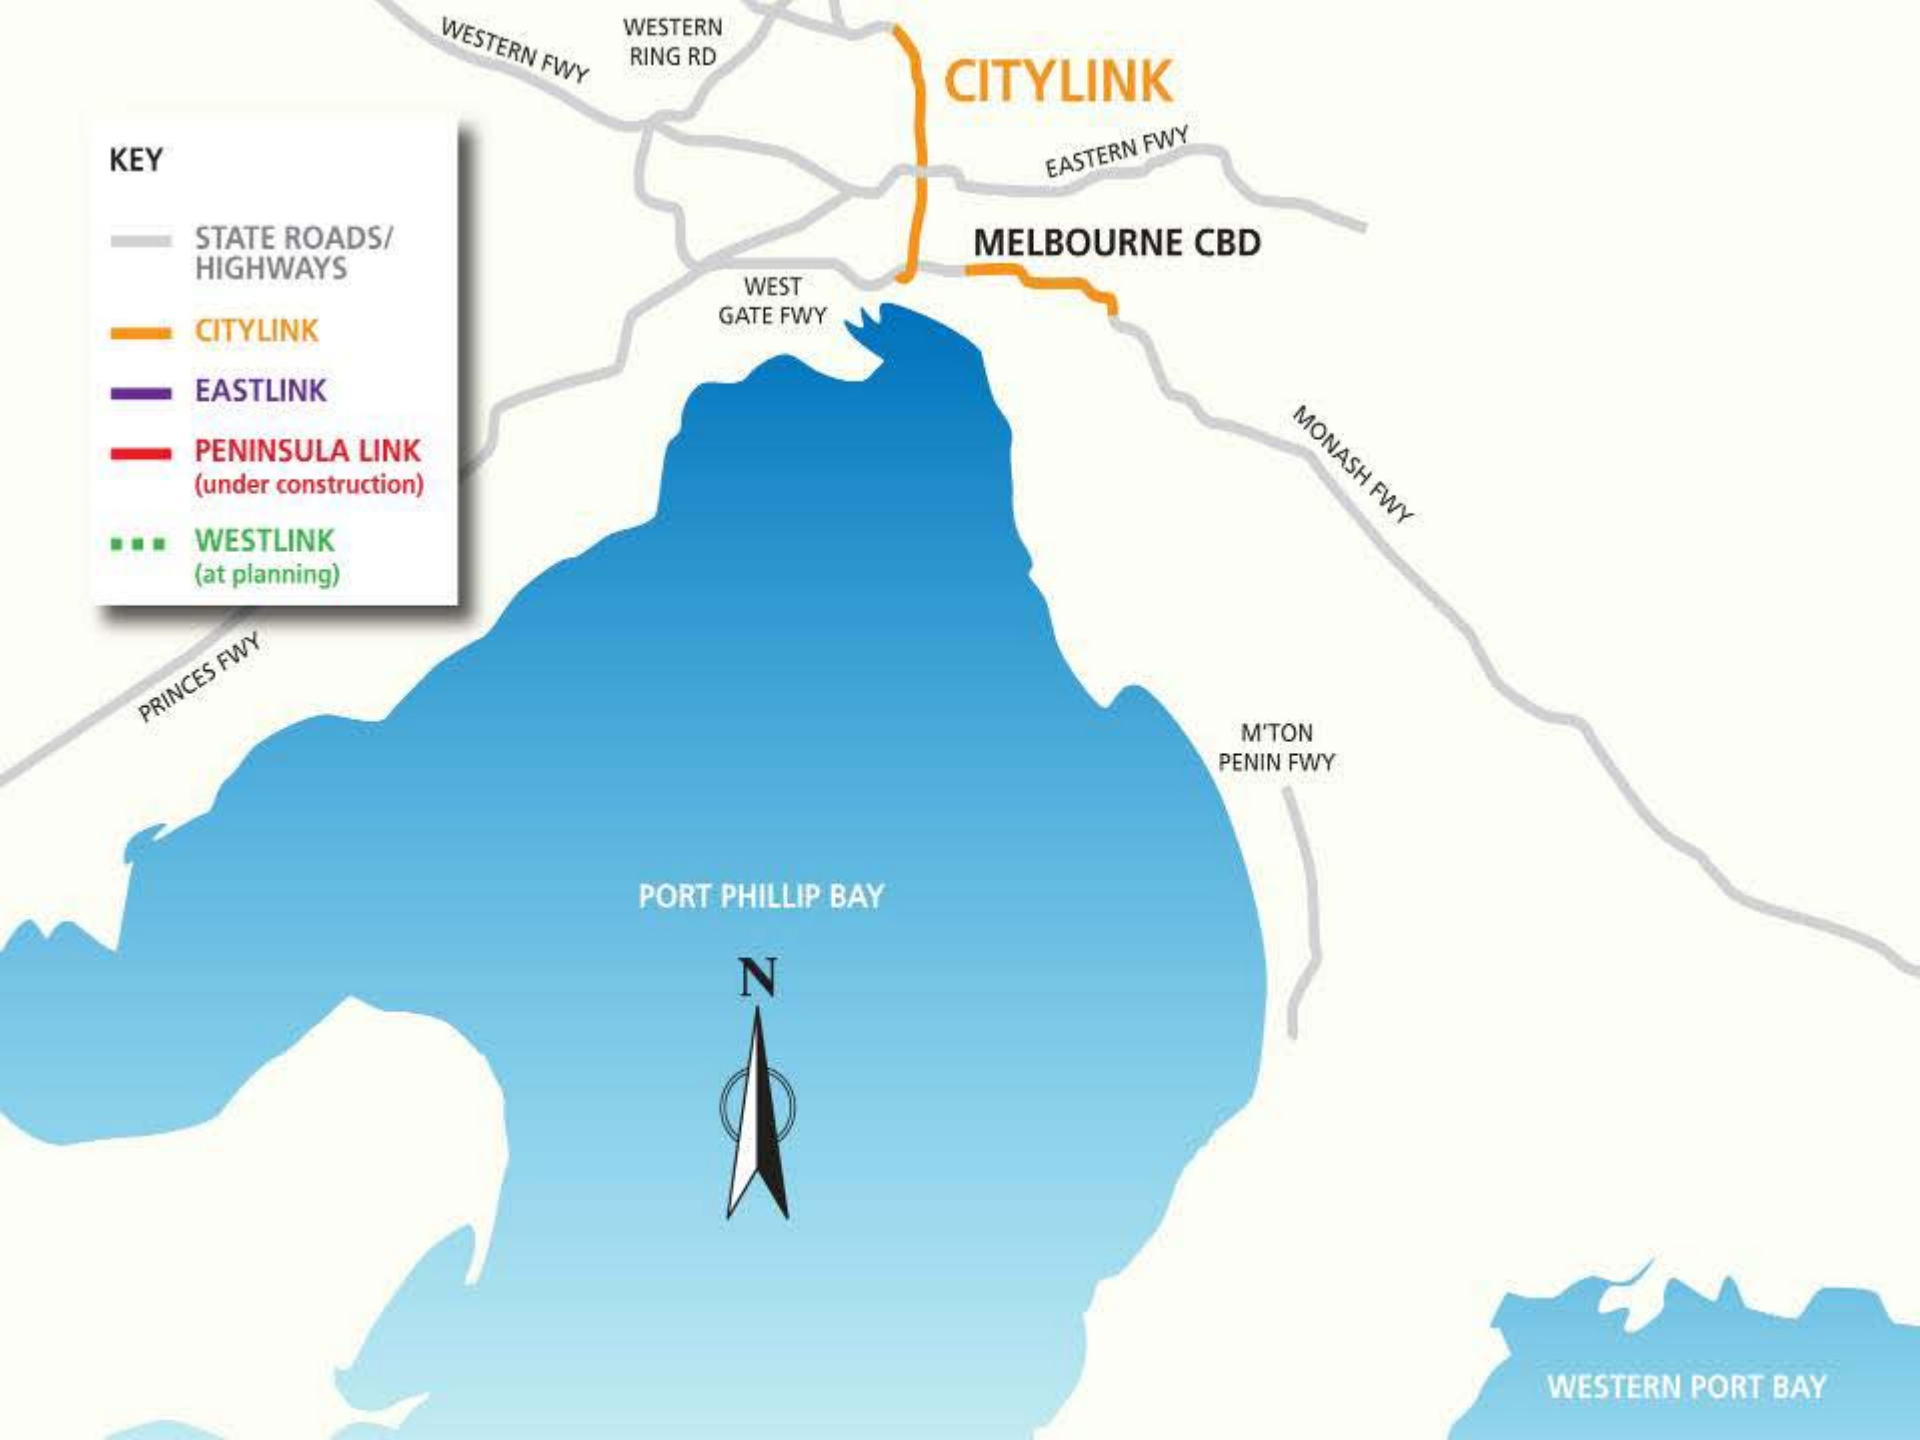 WESTERN FWY
WESTERN
RING RD
CITYLINK
EASTERN FWY
KEY
STATE ROADS/
HIGHWAYS
CITYLINK
EASTLINK
PENINSULA LINK
(under construction)
WESTLINK
(at planning)
MELBOURNE CBD
WEST
GATE FWY
MONASH FWY
PRINCES FWY
M'TON
PENIN FWY
PORT PHILLIP BAY
N
WESTERN PORT BAY